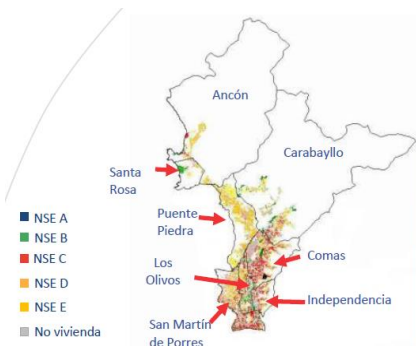 Ancón
Carabayllo
Santa
Rosa
Puente
Piedra
Los
Olivos
Comas
Independencia
San Martín
de Porres
NSE A
NSE B
NSE C
NSE D
NSE E
No vivienda